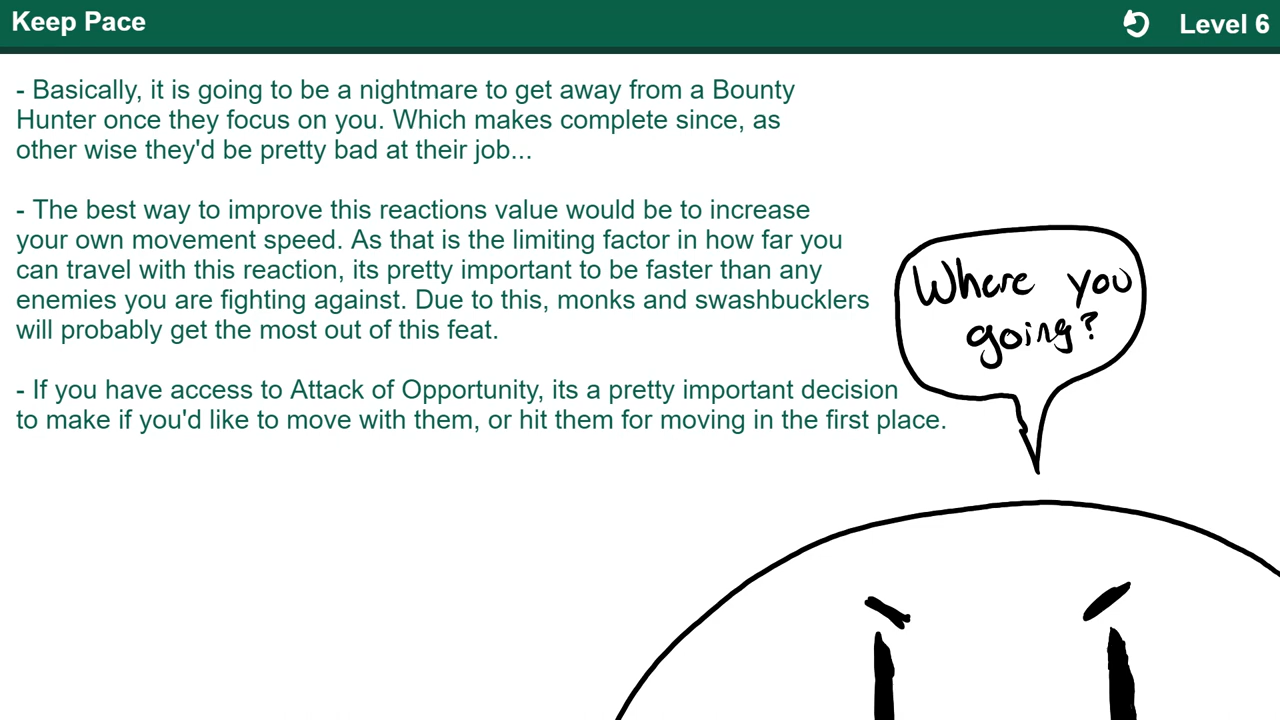 Keep Pace
Level 6
- Basically, it is going to be a nightmare to get away from a Bounty
Hunter once they focus on you. Which makes complete since, as
other wise they'd be pretty bad at their job...
- The best way to improve this reactions value would be to increase
your own movement speed. As that is the limiting factor in how far you
can travel with this reaction, its pretty important to be faster than any
enemies you are fighting against. Due to this, monks and swashbucklers
will probably get the most out of this feat.
- If you have access to Attack of Opportunity, its a pretty important decision
to make if you'd like to move with them, or hit them for moving in the first place.
Where you
going?